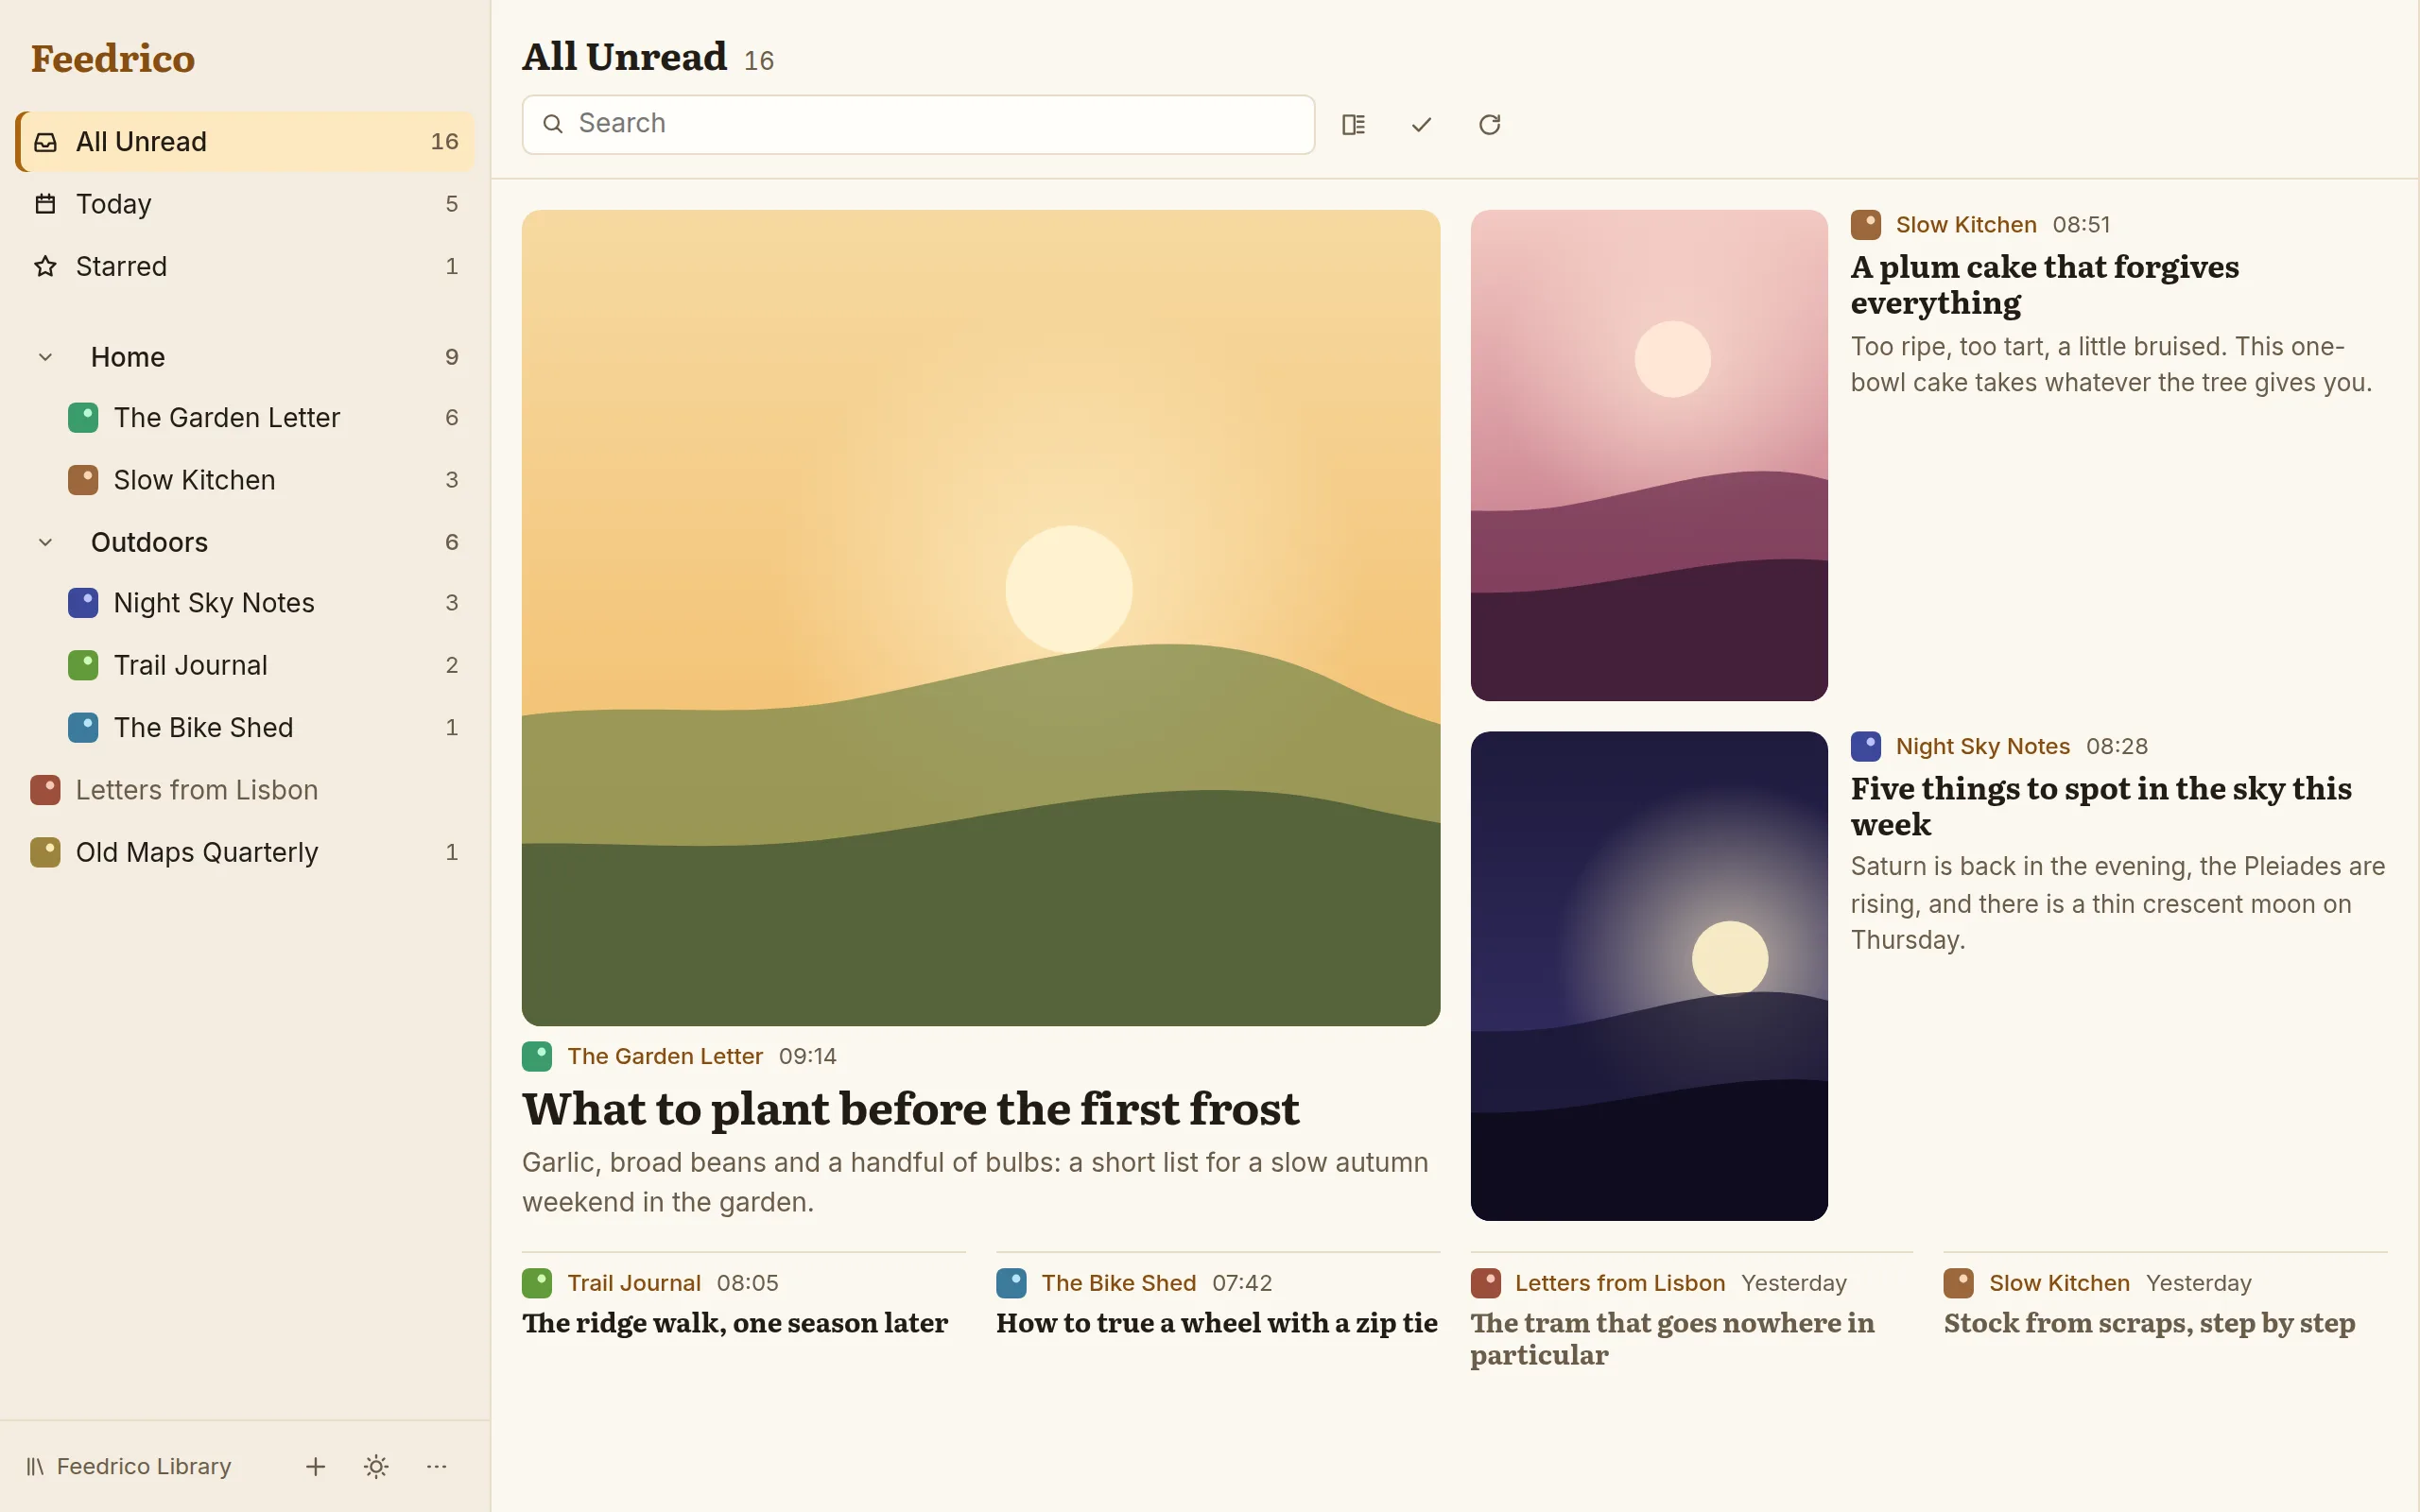 Feedrico
All Unread 16
Today 5
Starred 1
Home 9
The Garden Letter 6
Slow Kitchen 3
Outdoors 6
Night Sky Notes 3
Trail Journal 2
The Bike Shed 1
Letters from Lisbon
Old Maps Quarterly 1
Feedrico Library
All Unread 16
Search
The Garden Letter 09:14
What to plant before the first frost
Garlic, broad beans and a handful of bulbs: a short list for a slow autumn
weekend in the garden.
Slow Kitchen 08:51
A plum cake that forgives
everything
Too ripe, too tart, a little bruised. This one-
bowl cake takes whatever the tree gives you.
Night Sky Notes 08:28
Five things to spot in the sky this
week
Saturn is back in the evening, the Pleiades are
rising, and there is a thin crescent moon on
Thursday.
Trail Journal 08:05
The ridge walk, one season later
The Bike Shed 07:42
How to true a wheel with a zip tie
Letters from Lisbon Yesterday
The tram that goes nowhere in
particular
Slow Kitchen Yesterday
Stock from scraps, step by step